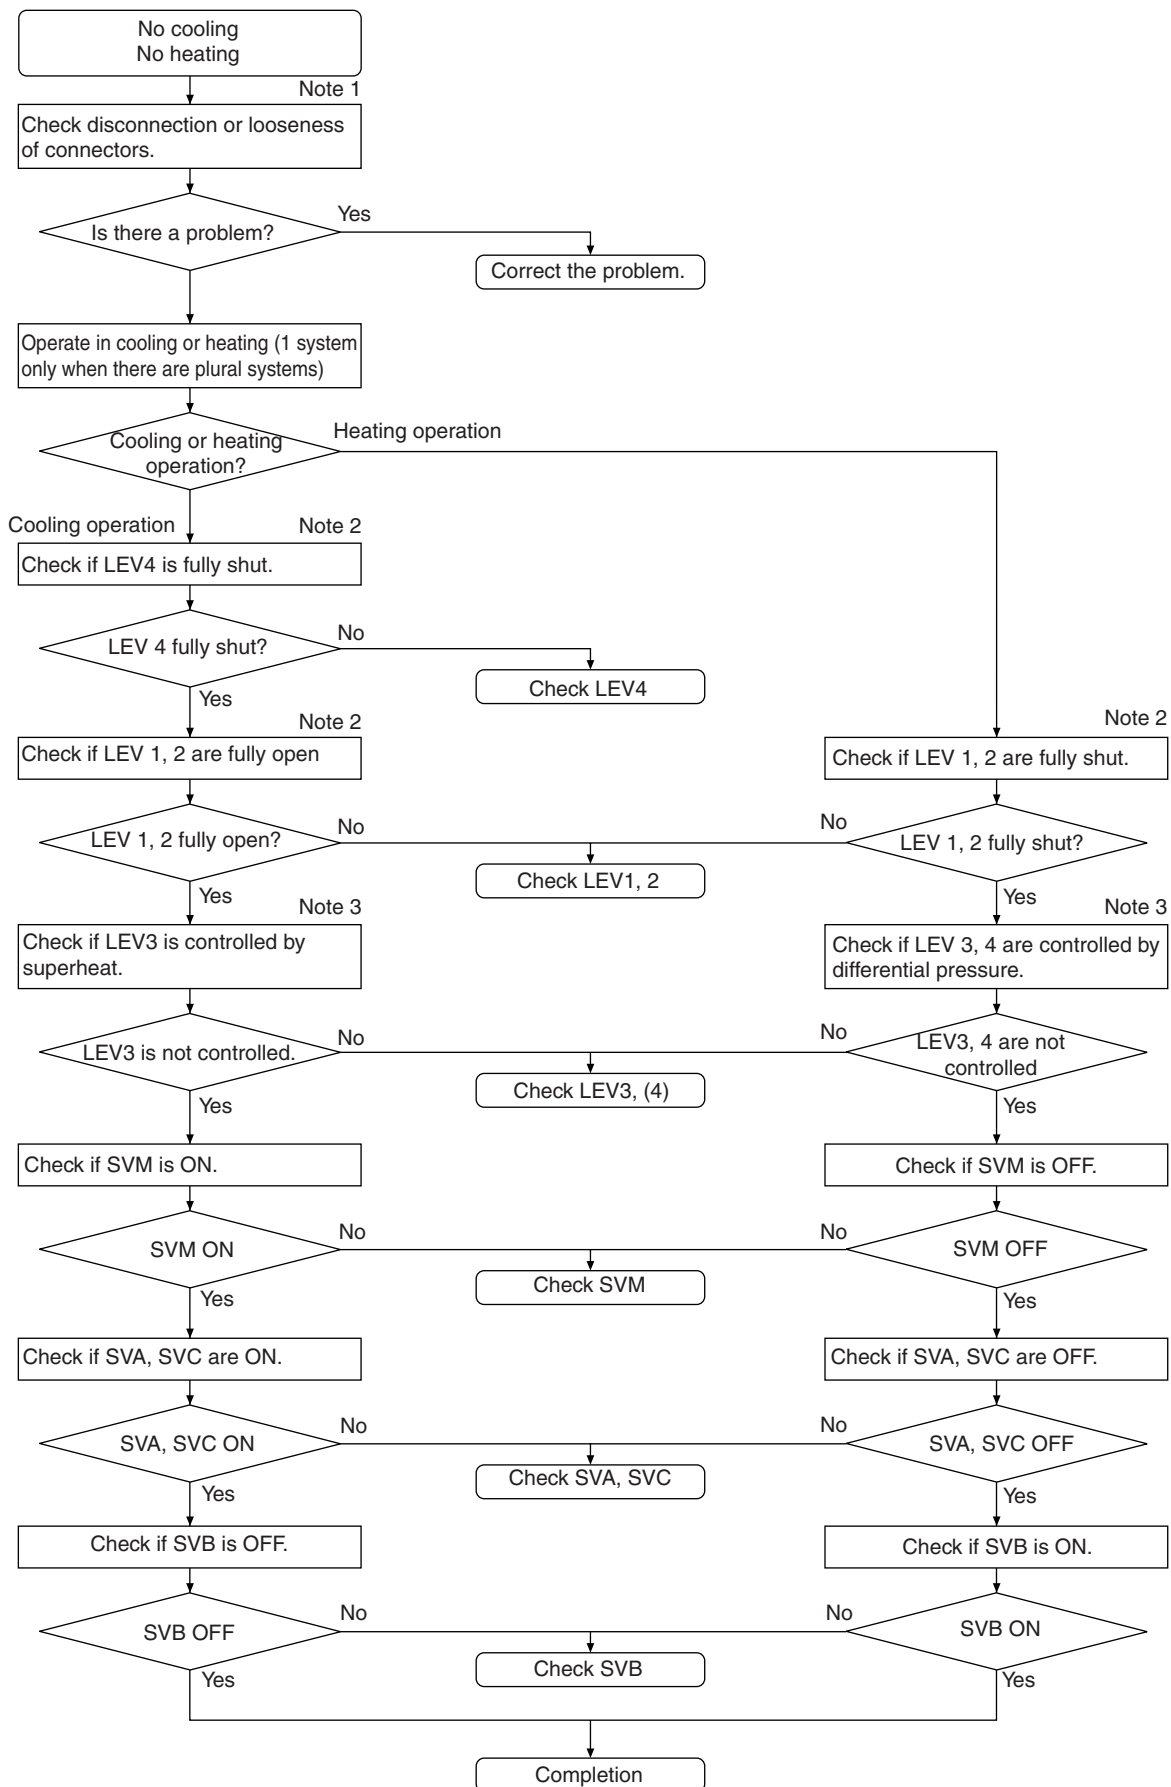 No cooling
No heating
Note 1
Check disconnection or looseness
of connectors.
Is there a problem?
Yes
Correct the problem.
Operate in cooling or heating (1 system
only when there are plural systems)
Cooling or heating
operation?
Heating operation
Cooling operation
Note 2
Check if LEV4 is fully shut.
LEV 4 fully shut?
No
Check LEV4
Yes
Note 2
Check if LEV 1, 2 are fully open
Note 2
Check if LEV 1, 2 are fully shut.
LEV 1, 2 fully open?
No
No
LEV 1, 2 fully shut?
Check LEV1, 2
Yes
Yes
Note 3
Check if LEV3 is controlled by
superheat.
Note 3
Check if LEV 3, 4 are controlled by
differential pressure.
LEV3 is not controlled.
No
No
LEV3, 4 are not
controlled
Check LEV3, (4)
Yes
Yes
Check if SVM is ON.
Check if SVM is OFF.
SVM ON
No
No
SVM OFF
Check SVM
Yes
Yes
Check if SVA, SVC are ON.
Check if SVA, SVC are OFF.
SVA, SVC ON
No
No
SVA, SVC OFF
Check SVA, SVC
Yes
Yes
Check if SVB is OFF.
Check if SVB is ON.
SVB OFF
No
No
SVB ON
Check SVB
Yes
Yes
Completion